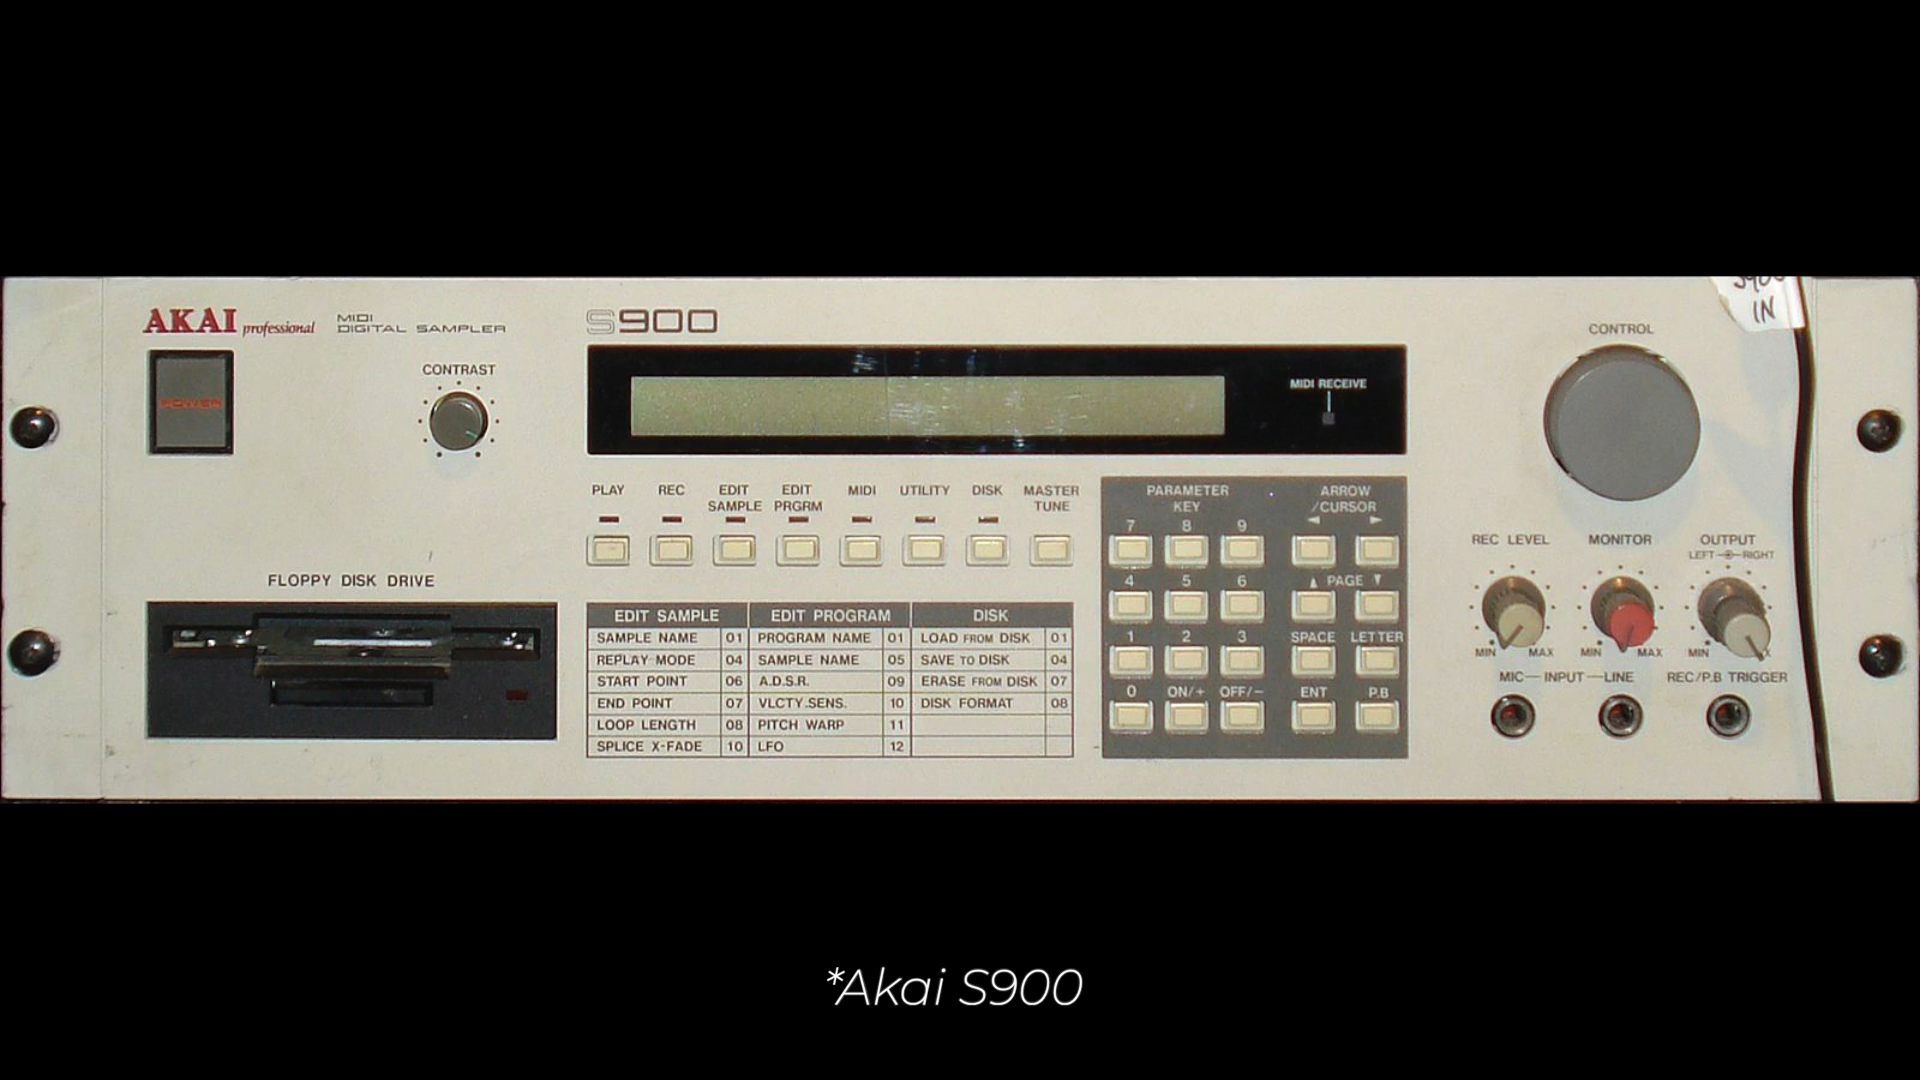 AKAI professional
MIDI
DIGITAL SAMPLER
S900
IN
CONTROL
POWER
CONTRAST
MIDI RECEIVE
PLAY REC EDIT SAMPLE EDIT PRGRM MIDI UTILITY DISK MASTER TUNE
PARAMETER KEY
ARROW /CURSOR
◄ ►
7 8 9
REC LEVEL MONITOR OUTPUT
LEFT RIGHT
FLOPPY DISK DRIVE
4 5 6 ▲ PAGE ▼
EDIT SAMPLE EDIT PROGRAM DISK
SAMPLE NAME 01 PROGRAM NAME 01 LOAD FROM DISK 01
REPLAY MODE 04 SAMPLE NAME 05 SAVE TO DISK 04
START POINT 06 A.D.S.R. 09 ERASE FROM DISK 07
END POINT 07 VLCTY.SENS. 10 DISK FORMAT 08
LOOP LENGTH 08 PITCH WARP 11
SPLICE X-FADE 10 LFO 12
1 2 3 SPACE LETTER
MIN MAX MIN MAX MIN
MIC INPUT LINE REC/P.B TRIGGER
0 ON/+ OFF/− ENT P.B
*Akai S900